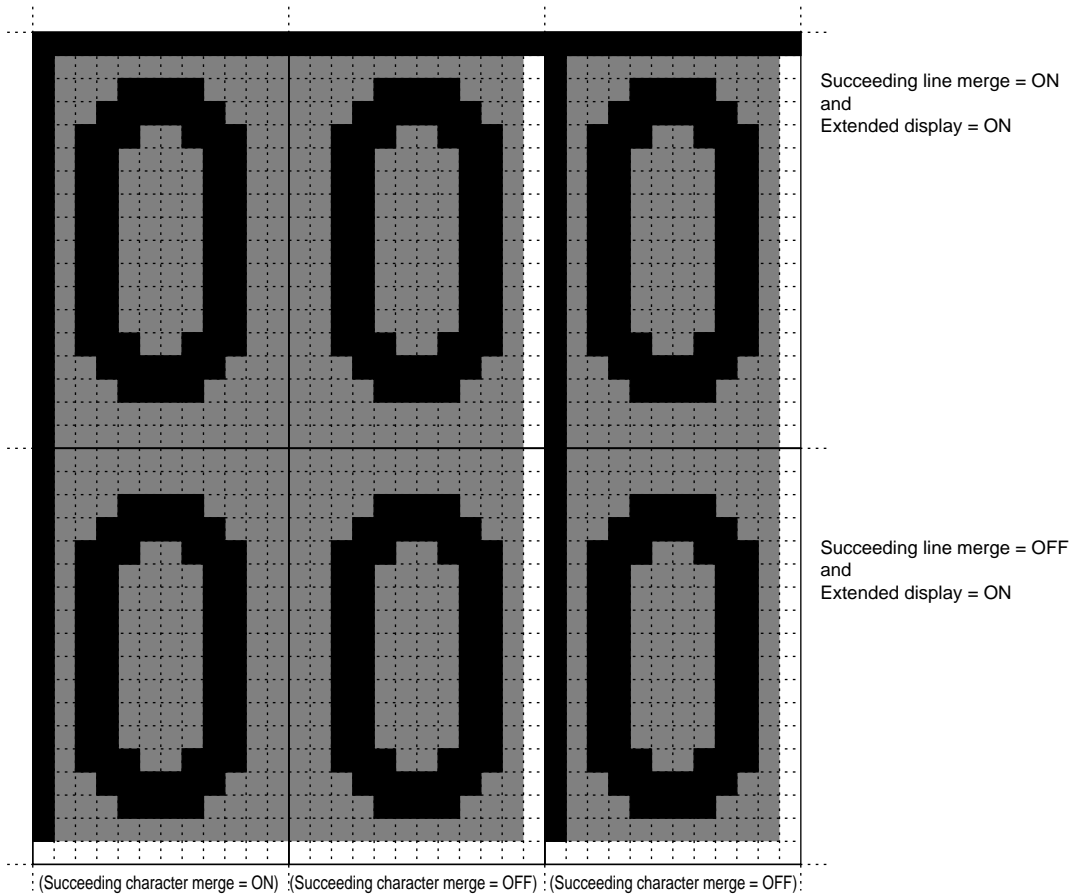 Succeeding line merge = ON
and
Extended display = ON
Succeeding line merge = OFF
and
Extended display = ON
(Succeeding character merge = ON) (Succeeding character merge = OFF) (Succeeding character merge = OFF)